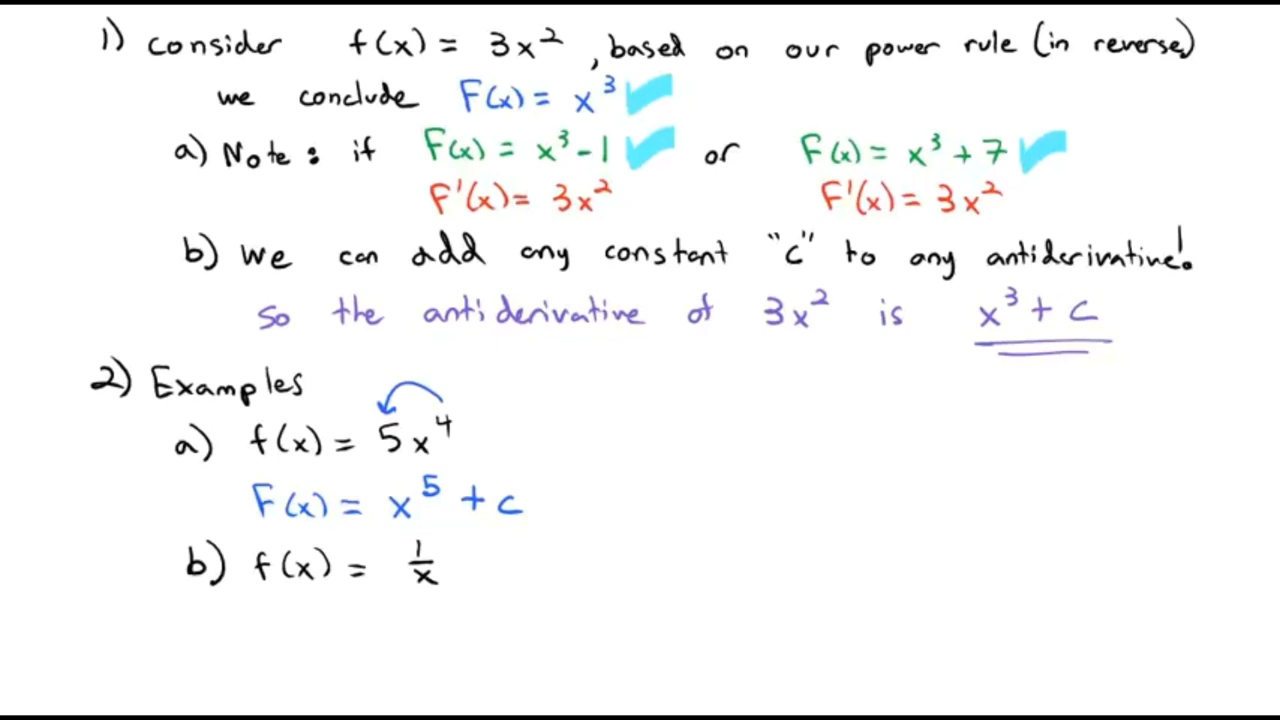 1) consider f(x) = 3x², based on our power rule (in reverse)
we conclude F(x) = x³
a) Note: if F(x) = x³ - 1 or F(x) = x³ + 7
F'(x) = 3x² F'(x) = 3x²
b) We can add any constant "c" to any antiderivative!
So the antiderivative of 3x² is x³ + c
2) Examples
a) f(x) = 5x⁴
F(x) = x⁵ + c
b) f(x) = 1/x